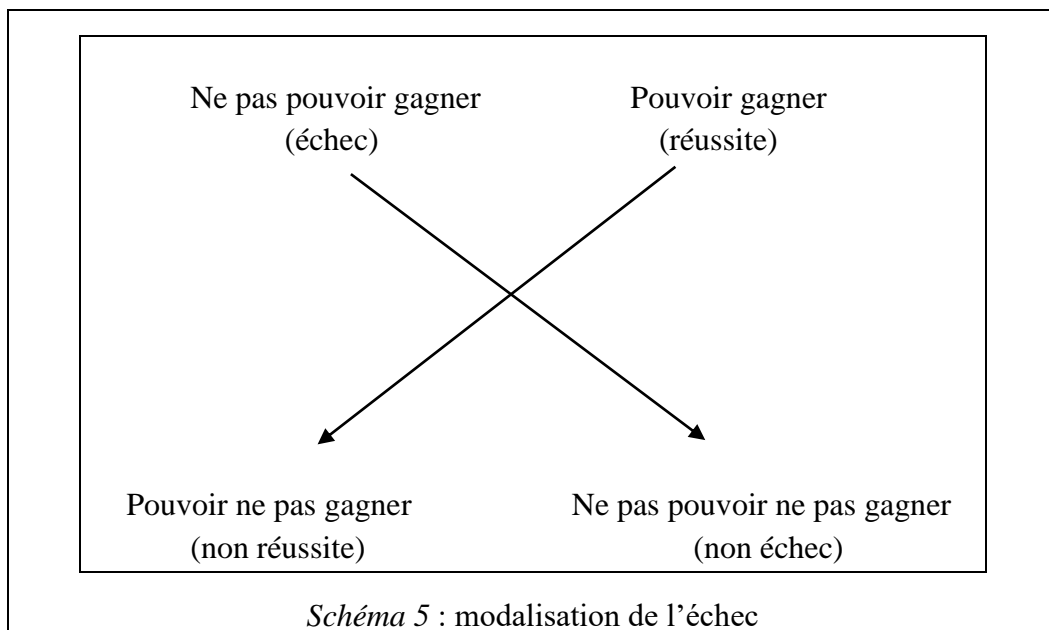 Ne pas pouvoir gagner Pouvoir gagner
(échec) (réussite)
Pouvoir ne pas gagner Ne pas pouvoir ne pas gagner
(non réussite) (non échec)
Schéma 5 : modalisation de l’échec